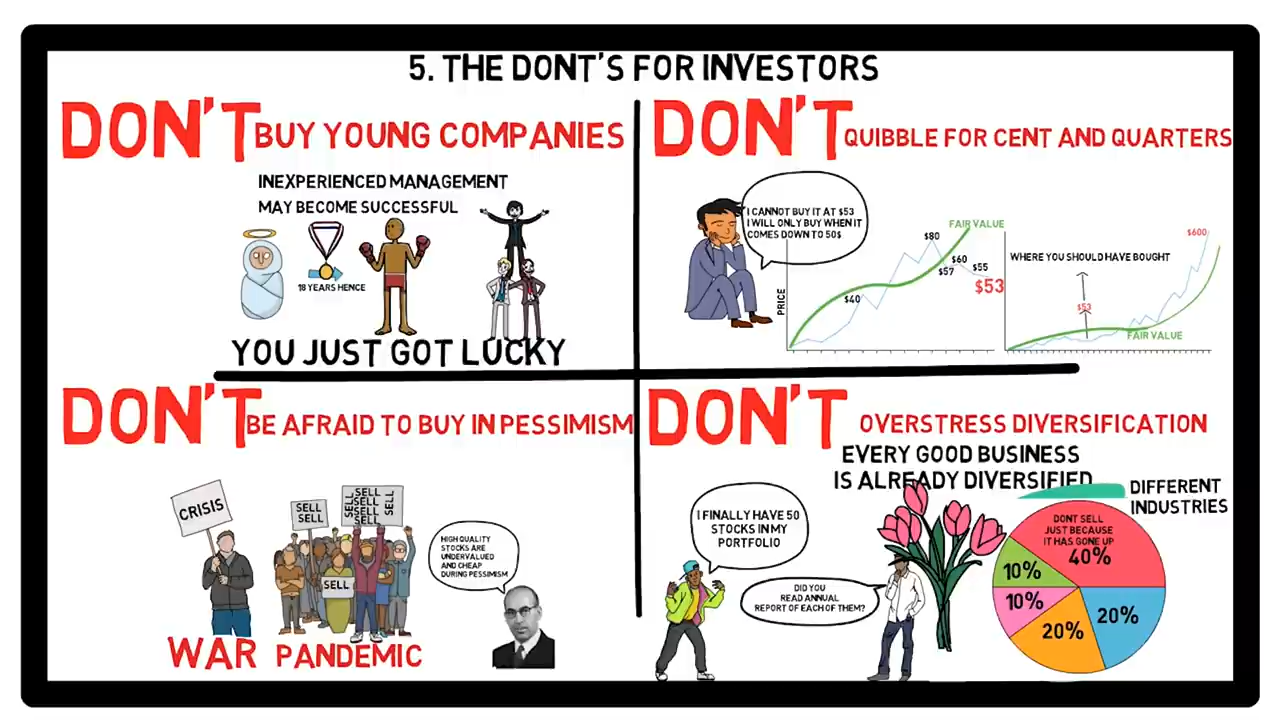 5. THE DONT'S FOR INVESTORS
DON'T BUY YOUNG COMPANIES
INEXPERIENCED MANAGEMENT
MAY BECOME SUCCESSFUL
18 YEARS HENCE
YOU JUST GOT LUCKY
DON'T QUIBBLE FOR CENT AND QUARTERS
I CANNOT BUY IT AT $53
I WILL ONLY BUY WHEN IT
COMES DOWN TO 50$
PRICE
$40
$80
FAIR VALUE
$60
$57
$55
$53
WHERE YOU SHOULD HAVE BOUGHT
$600
$53
FAIR VALUE
DON'T BE AFRAID TO BUY IN PESSIMISM
CRISIS
SELL
SELL
SELL
SELL
SELL
SELL
SELL
SELL
SELL
HIGH QUALITY
STOCKS ARE
UNDERVALUED
AND CHEAP
DURING PESSIMISM
WAR PANDEMIC
DON'T OVERSTRESS DIVERSIFICATION
EVERY GOOD BUSINESS
IS ALREADY DIVERSIFIED
I FINALLY HAVE 50
STOCKS IN MY
PORTFOLIO
DID YOU
READ ANNUAL
REPORT OF EACH OF THEM?
DIFFERENT
INDUSTRIES
DONT SELL
JUST BECAUSE
IT HAS GONE UP
40%
10%
10%
20%
20%